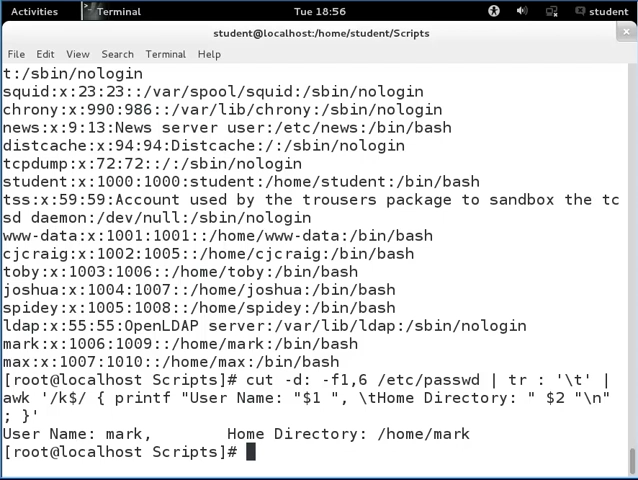 Activities
Terminal
Tue 18:56
student
student@localhost:/home/student/Scripts
File Edit View Search Terminal Help
t:/sbin/nologin
squid:x:23:23::/var/spool/squid:/sbin/nologin
chrony:x:990:986::/var/lib/chrony:/sbin/nologin
news:x:9:13:News server user:/etc/news:/bin/bash
distcache:x:94:94:Distcache:/:/sbin/nologin
tcpdump:x:72:72::/:/sbin/nologin
student:x:1000:1000:student:/home/student:/bin/bash
tss:x:59:59:Account used by the trousers package to sandbox the tc
sd daemon:/dev/null:/sbin/nologin
www-data:x:1001:1001::/home/www-data:/bin/bash
cjcraig:x:1002:1005::/home/cjcraig:/bin/bash
toby:x:1003:1006::/home/toby:/bin/bash
joshua:x:1004:1007::/home/joshua:/bin/bash
spidey:x:1005:1008::/home/spidey:/bin/bash
ldap:x:55:55:OpenLDAP server:/var/lib/ldap:/sbin/nologin
mark:x:1006:1009::/home/mark:/bin/bash
max:x:1007:1010::/home/max:/bin/bash
[root@localhost Scripts]# cut -d: -f1,6 /etc/passwd | tr : '\t' |
awk '/k$/ { printf "User Name: "$1 ", \tHome Directory: " $2 "\n"
; }'
User Name: mark,        Home Directory: /home/mark
[root@localhost Scripts]#